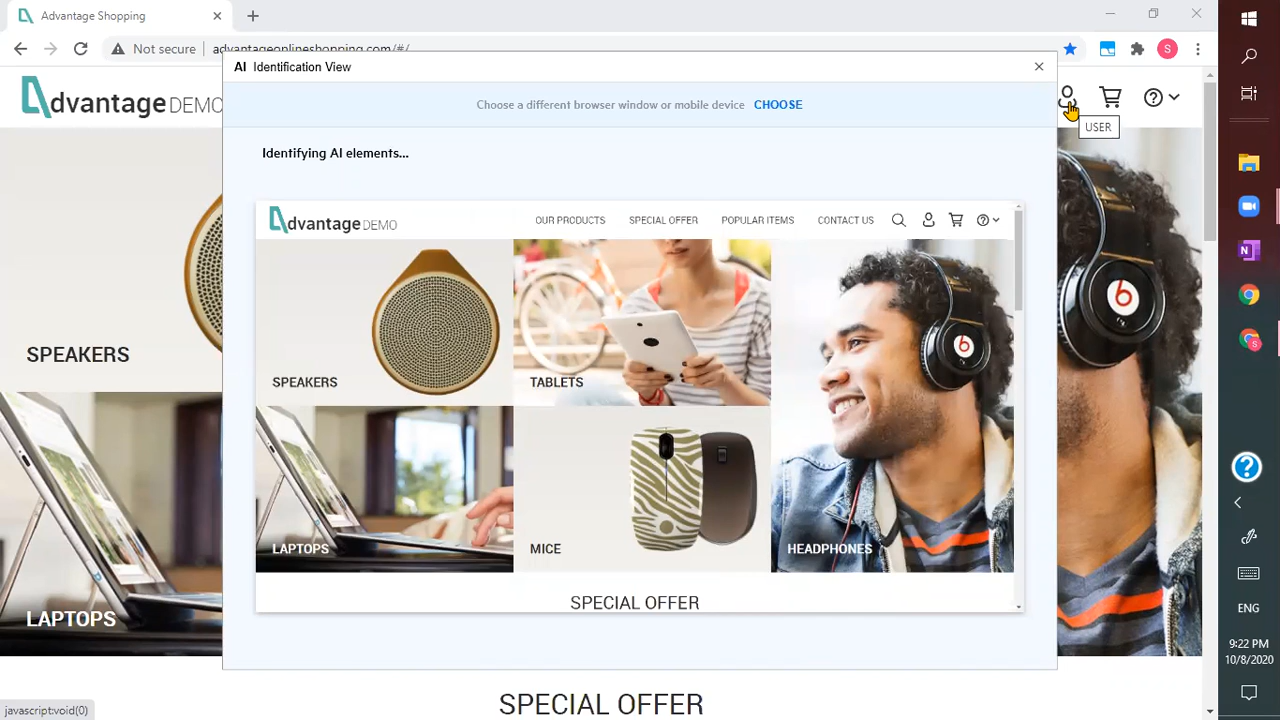 Advantage Shopping
Not secure
advantageonlineshopping.com/#/
S
AI Identification View
Choose a different browser window or mobile device CHOOSE
dvantage DEMO
USER
Identifying AI elements...
dvantage DEMO
OUR PRODUCTS SPECIAL OFFER POPULAR ITEMS CONTACT US
SPEAKERS
SPEAKERS
TABLETS
b
b
LAPTOPS
MICE
HEADPHONES
LAPTOPS
SPECIAL OFFER
SPECIAL OFFER
javascript:void(0)
ENG
9:22 PM
10/8/2020